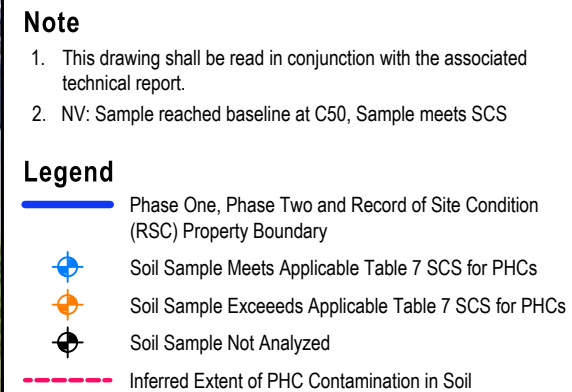 Note
1. This drawing shall be read in conjunction with the associated
technical report.
2. NV: Sample reached baseline at C50, Sample meets SCS
Legend
Phase One, Phase Two and Record of Site Condition
(RSC) Property Boundary
Soil Sample Meets Applicable Table 7 SCS for PHCs
Soil Sample Exceeeds Applicable Table 7 SCS for PHCs
Soil Sample Not Analyzed
Inferred Extent of PHC Contamination in Soil